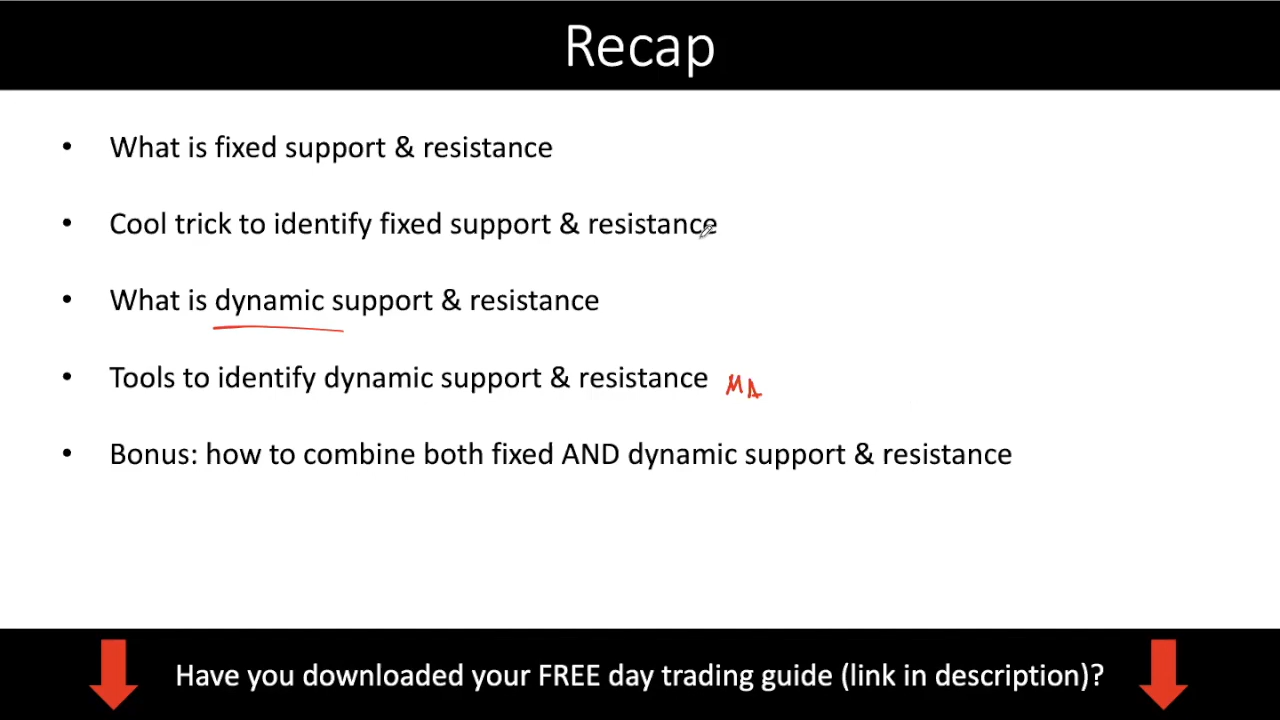 Recap
• What is fixed support & resistance
• Cool trick to identify fixed support & resistance
• What is dynamic support & resistance
• Tools to identify dynamic support & resistance MA
• Bonus: how to combine both fixed AND dynamic support & resistance
Have you downloaded your FREE day trading guide (link in description)?